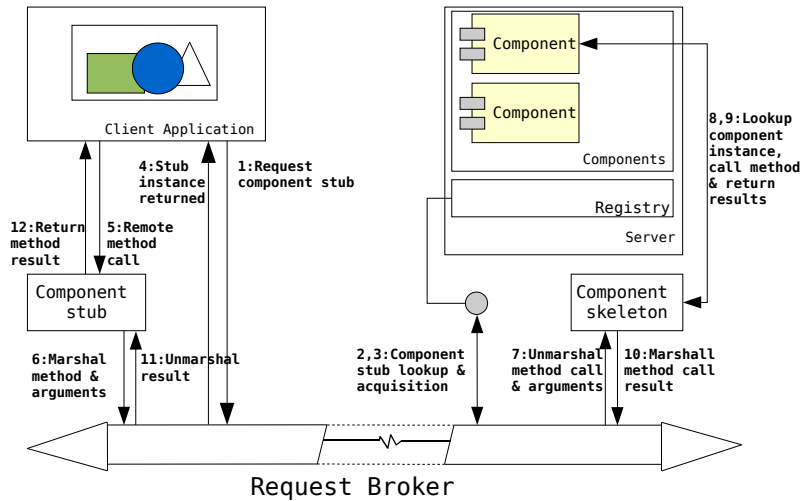 Component
Component
Components
Client Application
Registry
Server
8,9:Lookup
component
instance,
call method
& return
results
4:Stub
instance
returned
1:Request
component stub
12:Return
method
result
5:Remote
method
call
Component
stub
Component
skeleton
6:Marshal
method &
arguments
11:Unmarshal
result
2,3:Component
stub lookup &
acquisition
7:Unmarshal
method call
& arguments
10:Marshall
method call
result
Request Broker